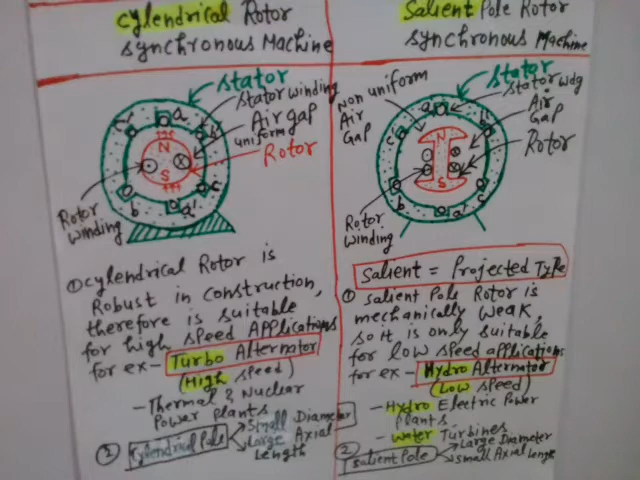 cylendrical Rotor
synchronous Machine
stator
stator winding
Air gap
uniform
Rotor
a
b'
c
a'
b
c'
N
S
Rotor
winding
① cylendrical Rotor is
Robust in construction,
therefore is suitable
for high speed Applications
for ex- Turbo Alternator
(High speed)
- Thermal & Nuclear
Power plants
② Cylendrical Pole
Small Diameter
Large Axial
Length
Salient Pole Rotor
synchronous Machine
stator
stator wdg
Non uniform
Air
Gap
Air
Gap
Rotor
a
b'
c
a'
b
c'
N
S
Rotor
winding
Salient = Projected Type
① salient Pole Rotor is
mechanically weak,
so it is only suitable
for low speed applications
for ex- Hydro Alternator
(Low speed)
- Hydro Electric Power
Plants
- water Turbines
② salient Pole
Large Diameter
small Axial Length